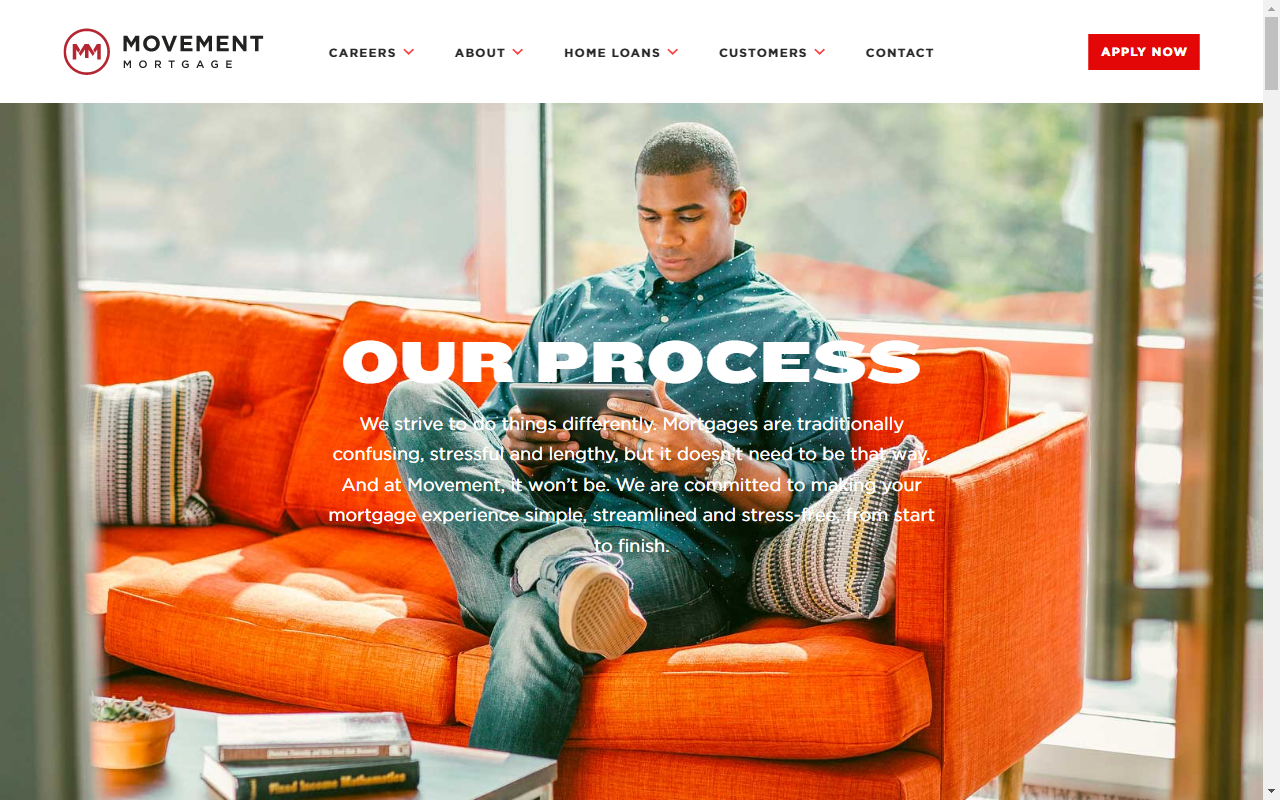 MOVEMENT
MORTGAGE
CAREERS
ABOUT
HOME LOANS
CUSTOMERS
CONTACT
APPLY NOW
OUR PROCESS
We strive to do things differently. Mortgages are traditionally
confusing, stressful and lengthy, but it doesn't need to be that way.
And at Movement, it won't be. We are committed to making your
mortgage experience simple, streamlined and stress-free, from start
to finish.
Fixed Income Mathematics